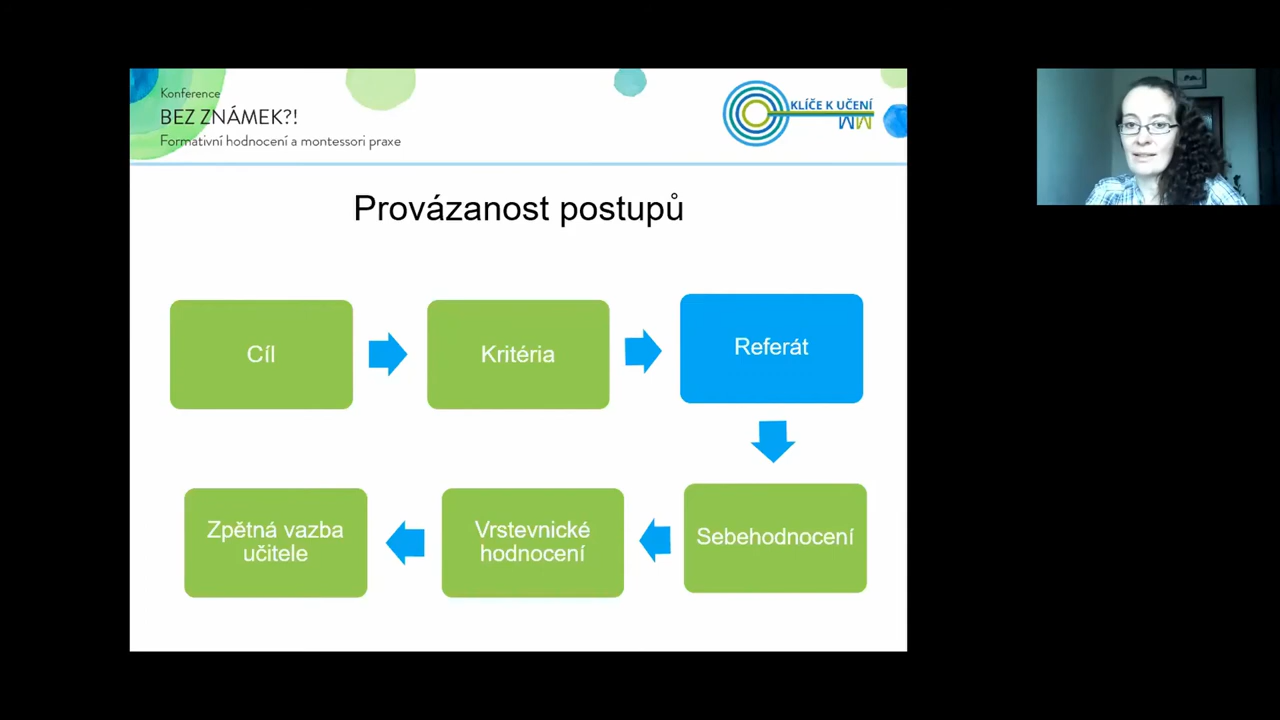 Konference
BEZ ZNÁMEK?!
Formativní hodnocení a montessori praxe
KLÍČE K UČENÍ
Provázanost postupů
Cíl
Kritéria
Referát
Sebehodnocení
Vrstevnické
hodnocení
Zpětná vazba
učitele